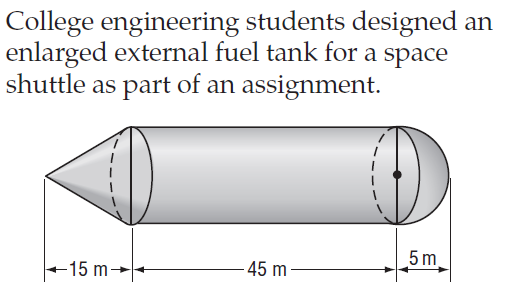 College engineering students designed an
enlarged external fuel tank for a space
shuttle as part of an assignment.
15 m
45 m
5 m